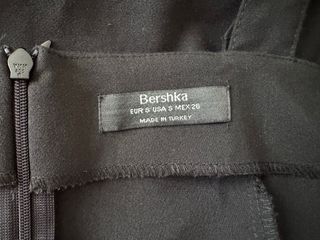 Bershka
EUR S USA S MEX 26
MADE IN TURKEY